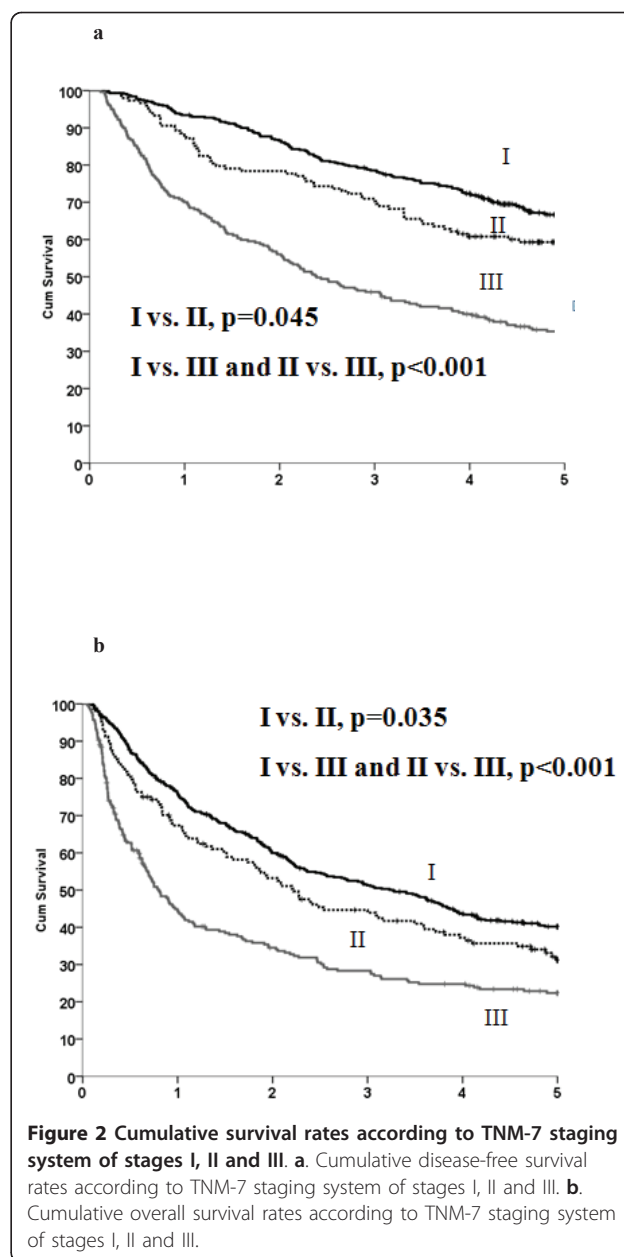 a
100
90
80
70
60
50
40
30
20
10
0
Cum Survival
I
II
III
I vs. II, p=0.045
I vs. III and II vs. III, p<0.001
0 1 2 3 4 5
b
100
90
80
70
60
50
40
30
20
10
0
Cum Survival
I vs. II, p=0.035
I vs. III and II vs. III, p<0.001
I
II
III
0 1 2 3 4 5
Figure 2 Cumulative survival rates according to TNM-7 staging
system of stages I, II and III. a. Cumulative disease-free survival
rates according to TNM-7 staging system of stages I, II and III. b.
Cumulative overall survival rates according to TNM-7 staging system
of stages I, II and III.